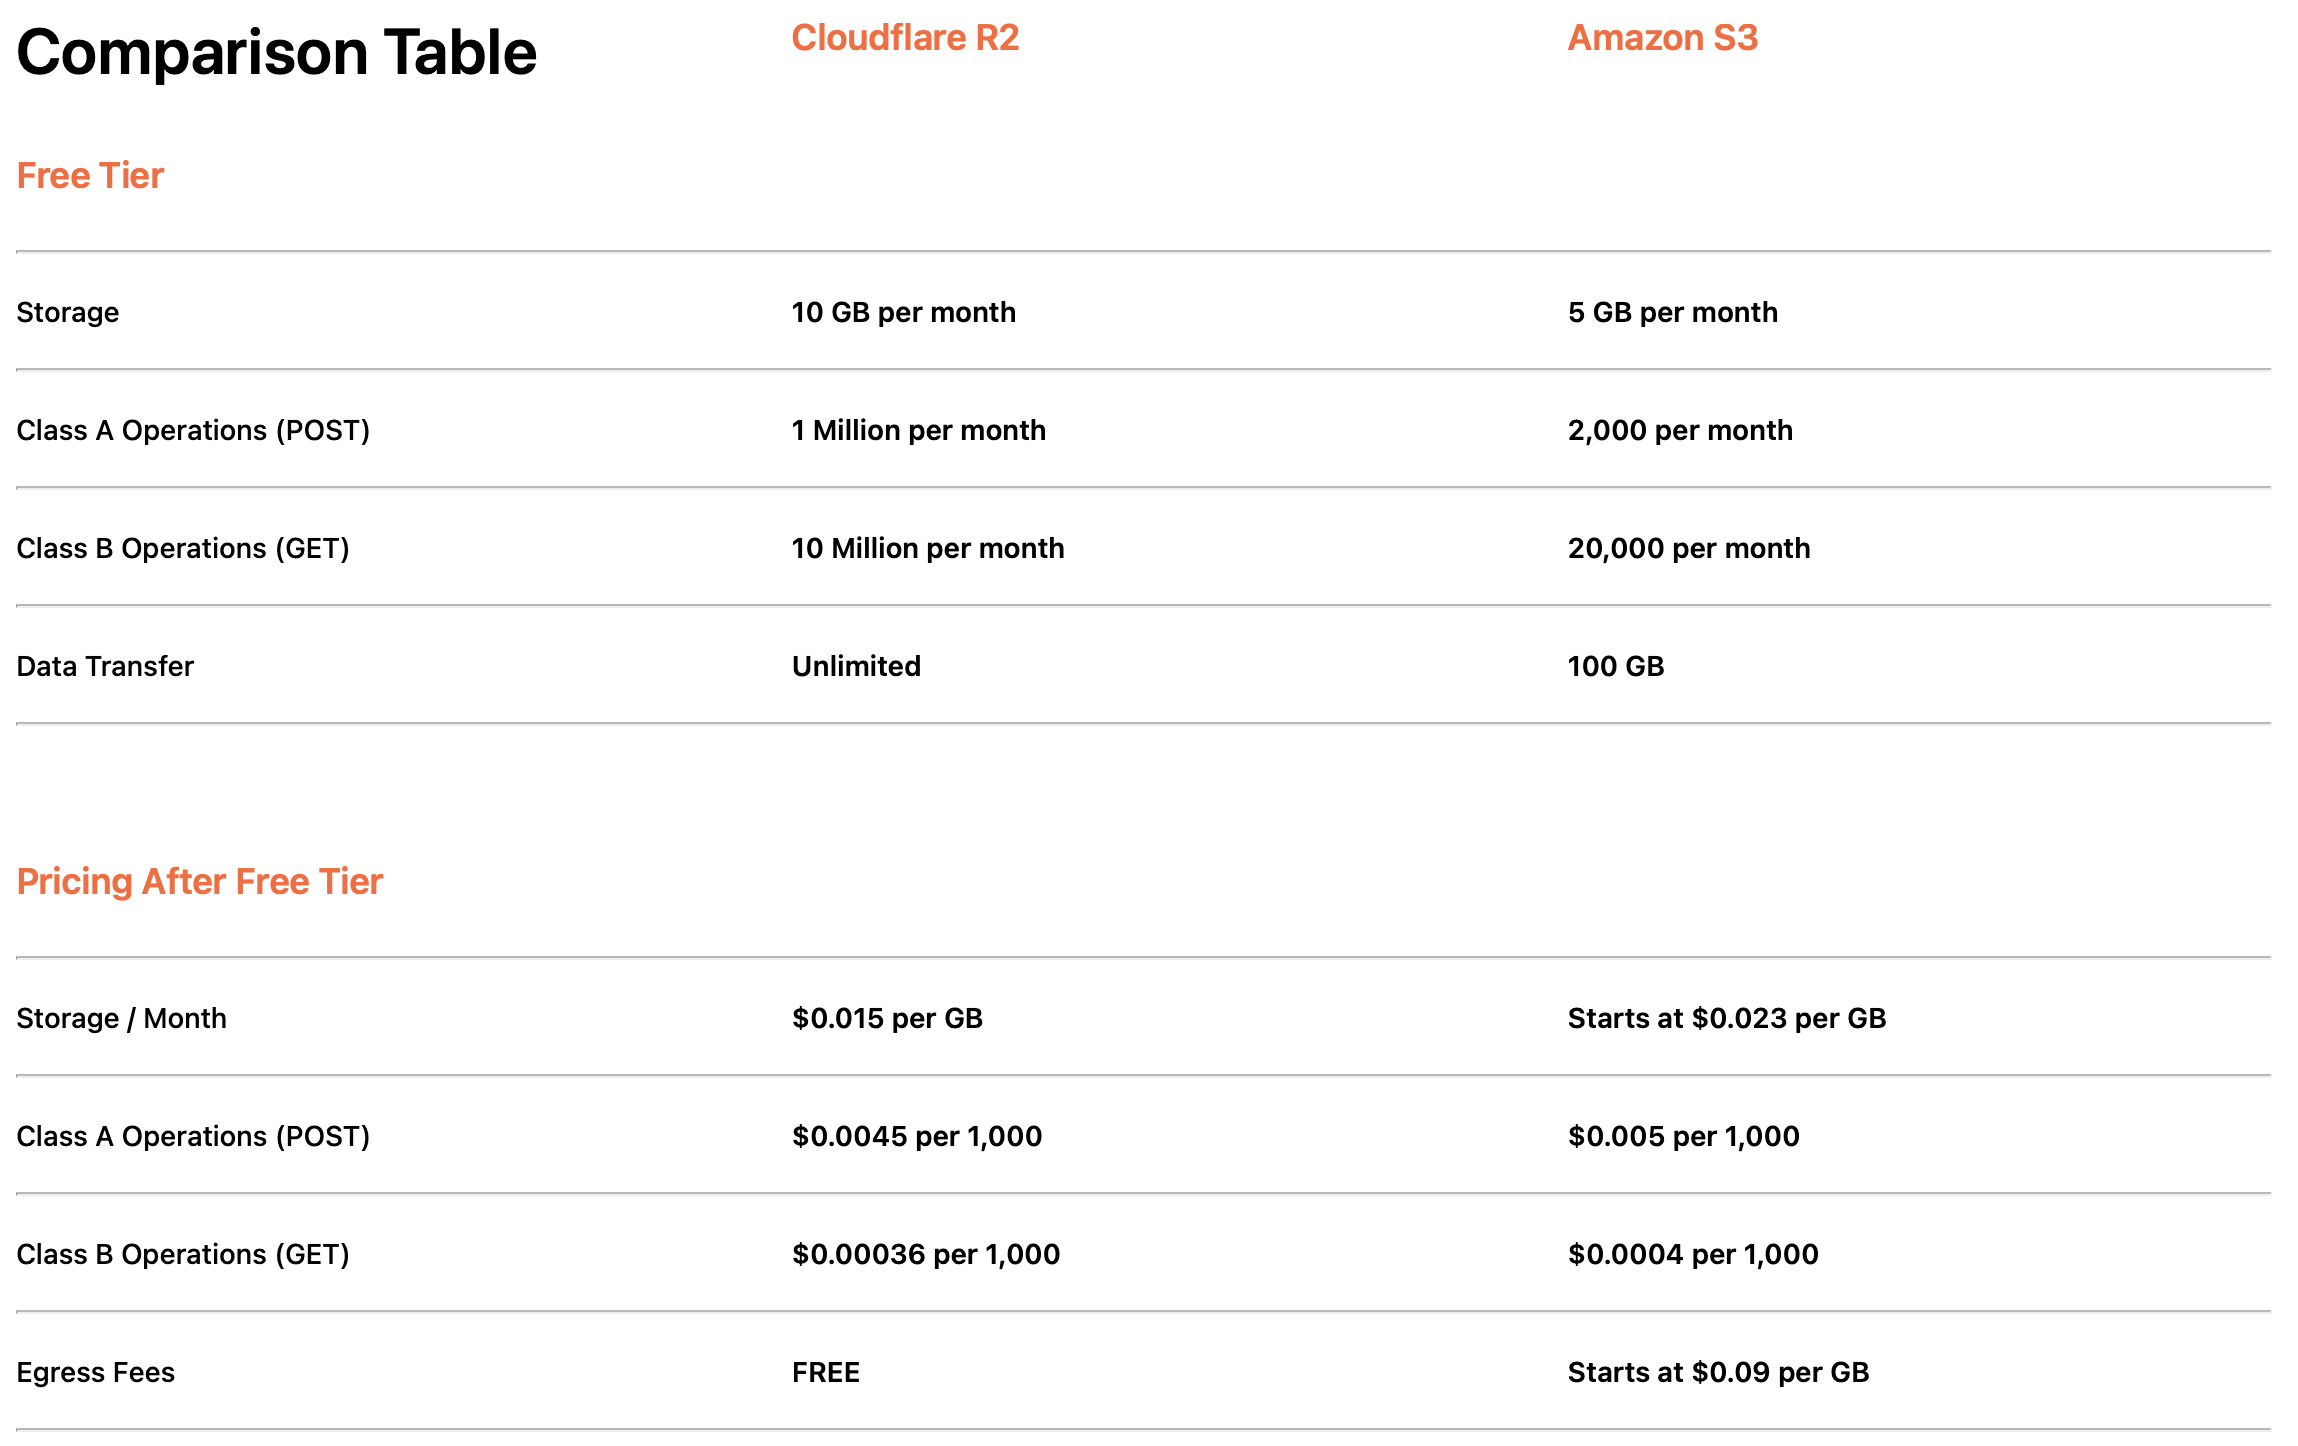 Comparison Table Cloudflare R2 Amazon S3
Free Tier
Storage 10 GB per month 5 GB per month
Class A Operations (POST) 1 Million per month 2,000 per month
Class B Operations (GET) 10 Million per month 20,000 per month
Data Transfer Unlimited 100 GB
Pricing After Free Tier
Storage / Month $0.015 per GB Starts at $0.023 per GB
Class A Operations (POST) $0.0045 per 1,000 $0.005 per 1,000
Class B Operations (GET) $0.00036 per 1,000 $0.0004 per 1,000
Egress Fees FREE Starts at $0.09 per GB